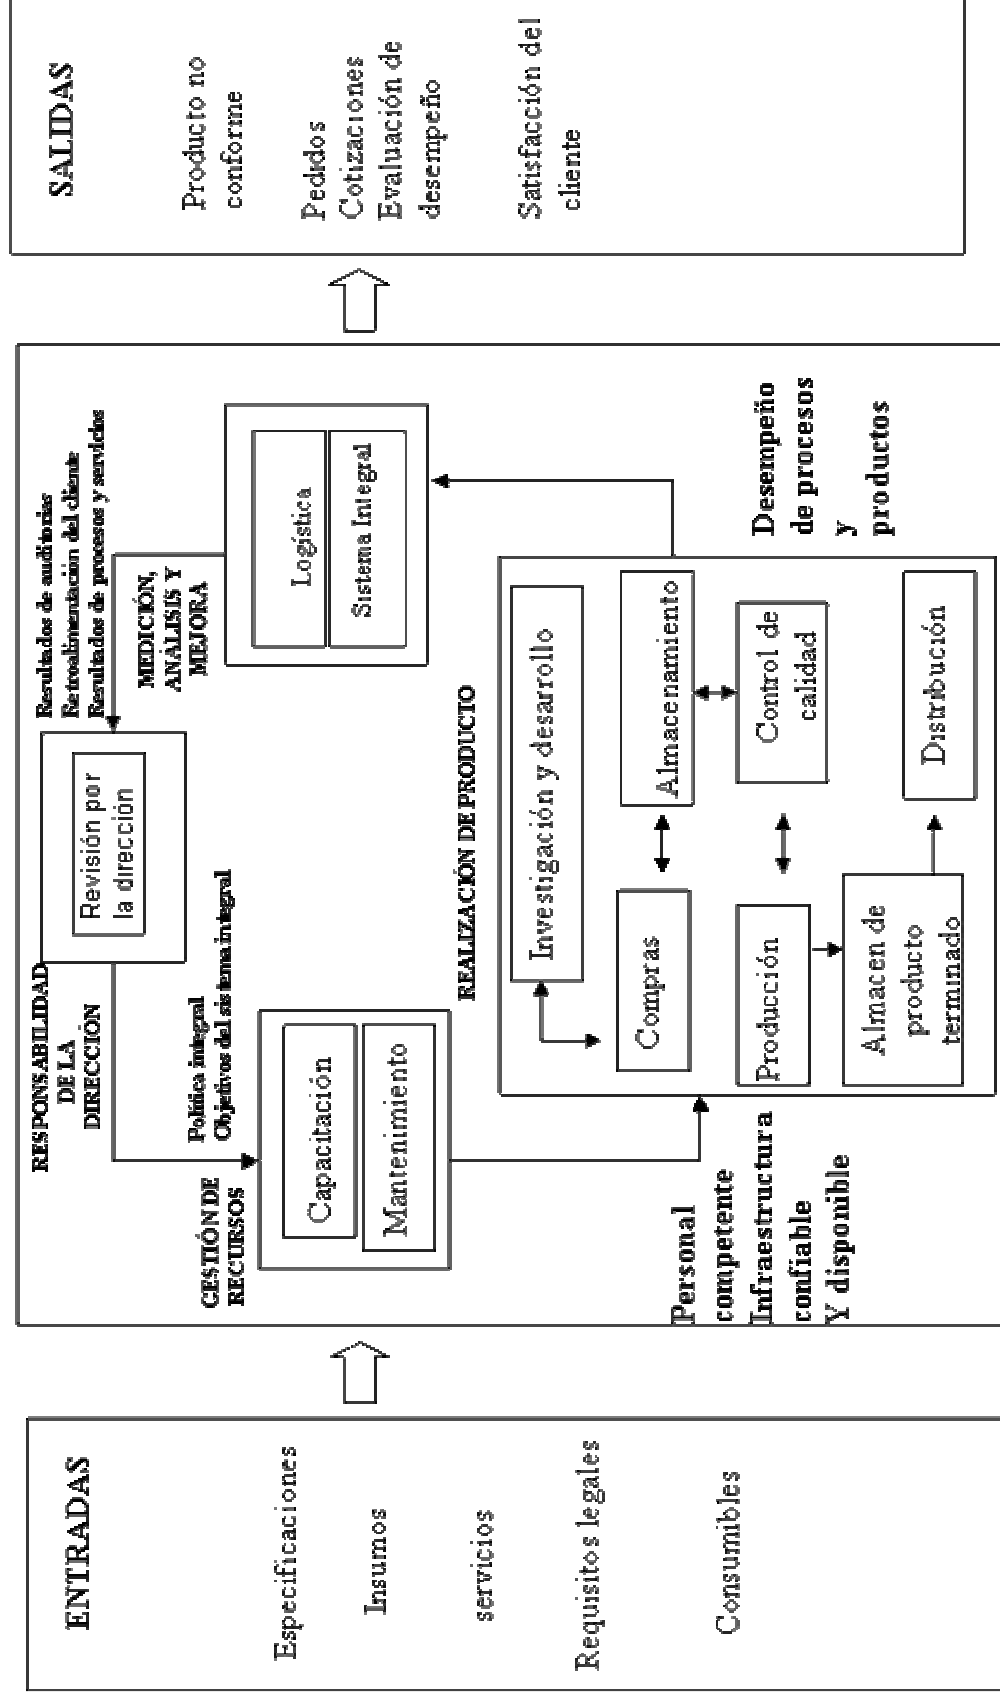 ENTRADAS
Especificaciones
Insumos
servicios
Requisitos legales
Consumibles
RESPONSABILIDAD
DE LA
DIRECCIÓN
Revisión por
la dirección
Resultados de auditorias
Retroalimentación del cliente
Resultados de procesos y servicios
Política integral
Objetivos del sistema integral
GESTIÓN DE
RECURSOS
Capacitación
Mantenimiento
MEDICIÓN,
ANÁLISIS Y
MEJORA
Logística
Sistema Integral
REALIZACIÓN DE PRODUCTO
Investigación y desarrollo
Compras
Almacenamiento
Producción
Control de
calidad
Almacen de
producto
terminado
Distribución
Personal
competente
Infraestructura
confiable
Y disponible
Desempeño
de procesos
y
productos
SALIDAS
Producto no
conforme
Pedidos
Cotizaciones
Evaluación de
desempeño
Satisfacción del
cliente